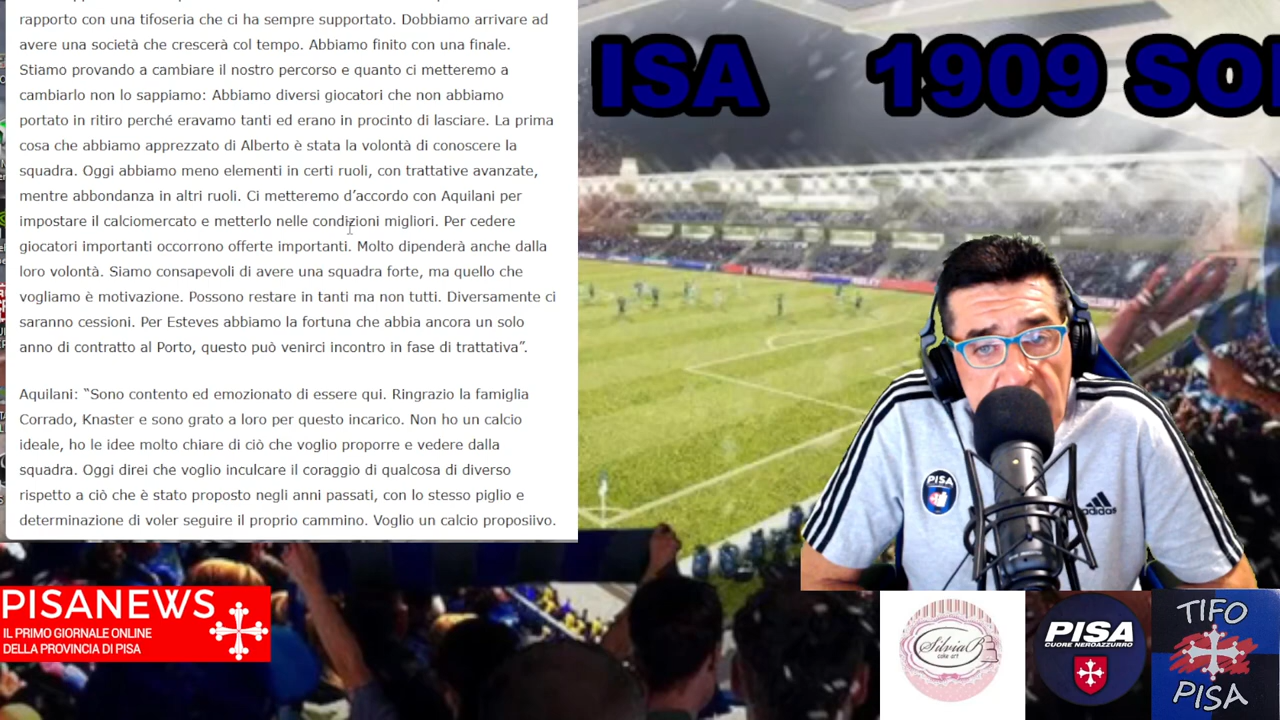 rapporto con una tifoseria che ci ha sempre supportato. Dobbiamo arrivare ad
avere una società che crescerà col tempo. Abbiamo finito con una finale.
Stiamo provando a cambiare il nostro percorso e quanto ci metteremo a
cambiarlo non lo sappiamo: Abbiamo diversi giocatori che non abbiamo
portato in ritiro perché eravamo tanti ed erano in procinto di lasciare. La prima
cosa che abbiamo apprezzato di Alberto è stata la volontà di conoscere la
squadra. Oggi abbiamo meno elementi in certi ruoli, con trattative avanzate,
mentre abbondanza in altri ruoli. Ci metteremo d’accordo con Aquilani per
impostare il calciomercato e metterlo nelle condizioni migliori. Per cedere
giocatori importanti occorrono offerte importanti. Molto dipenderà anche dalla
loro volontà. Siamo consapevoli di avere una squadra forte, ma quello che
vogliamo è motivazione. Possono restare in tanti ma non tutti. Diversamente ci
saranno cessioni. Per Esteves abbiamo la fortuna che abbia ancora un solo
anno di contratto al Porto, questo può venirci incontro in fase di trattativa”.
Aquilani: “Sono contento ed emozionato di essere qui. Ringrazio la famiglia
Corrado, Knaster e sono grato a loro per questo incarico. Non ho un calcio
ideale, ho le idee molto chiare di ciò che voglio proporre e vedere dalla
squadra. Oggi direi che voglio inculcare il coraggio di qualcosa di diverso
rispetto a ciò che è stato proposto negli anni passati, con lo stesso piglio e
determinazione di voler seguire il proprio cammino. Voglio un calcio proposiivo.
ISA 1909 SO
PISA
adidas
PISANEWS
IL PRIMO GIORNALE ONLINE
DELLA PROVINCIA DI PISA
SilviaB
cake art
PISA
CUORE NEROAZZURRO
TIFO
PISA